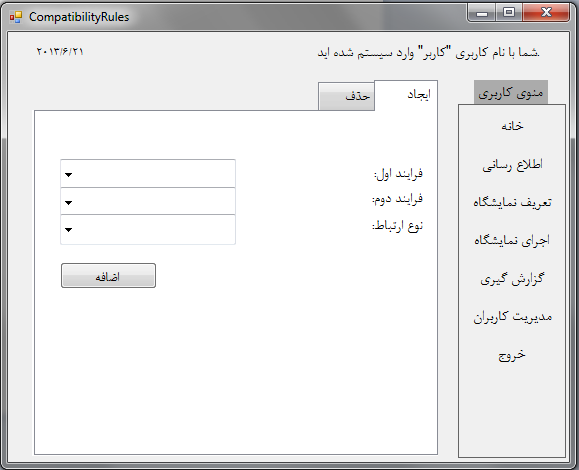 CompatibilityRules
شما با نام کاربری "کاربر" وارد سیستم شده اید.
۲۰۱۳/۶/۲۱
منوی کاربری
خانه
اطلاع رسانی
تعریف نمایشگاه
اجرای نمایشگاه
گزارش گیری
مدیریت کاربران
خروج
ایجاد
حذف
فرایند اول:
فرایند دوم:
نوع ارتباط:
اضافه